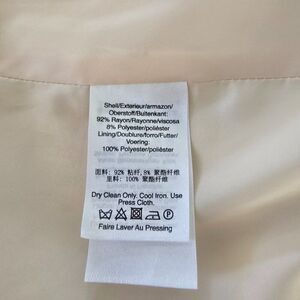 Shell/Exterieur/armazon/
Oberstoff/Buitenkant:
92% Rayon/Rayonne/viscosa
8% Polyester/poliéster
Lining/Doublure/forro/Futter/
Voering:
100% Polyester/poliéster
面料: 92% 粘纤,8% 聚酯纤维
里料: 100% 聚酯纤维
Dry Clean Only. Cool Iron. Use
Press Cloth.
Faire Laver Au Pressing